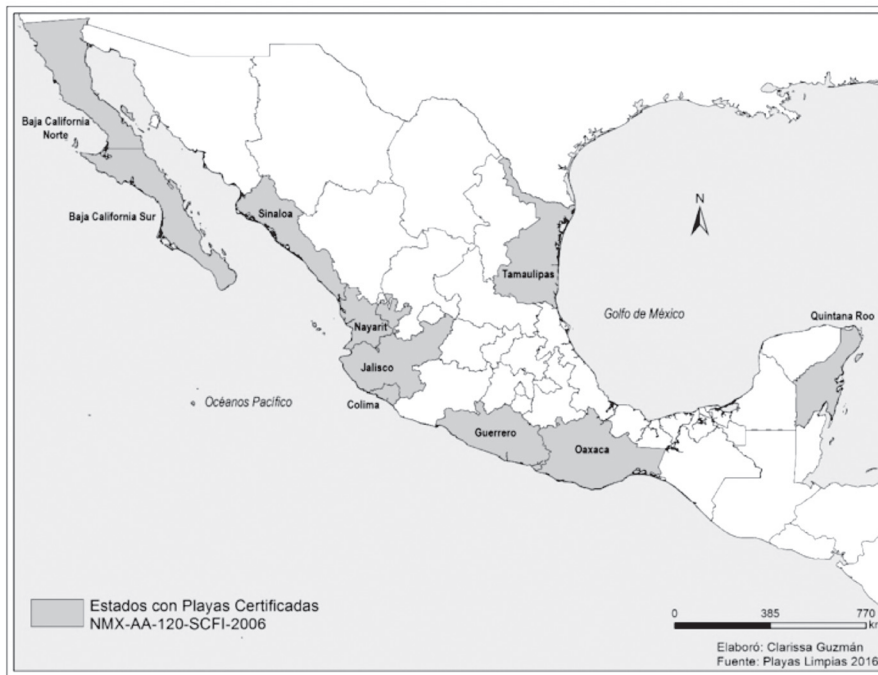 Baja California
Norte
Baja California Sur
Sinaloa
Nayarit
Jalisco
Colima
Guerrero
Oaxaca
Tamaulipas
Quintana Roo
Golfo de México
Océanos Pacífico
N
Estados con Playas Certificadas
NMX-AA-120-SCFI-2006
0 385 770
km
Elaboró: Clarissa Guzmán
Fuente: Playas Limpias 2016